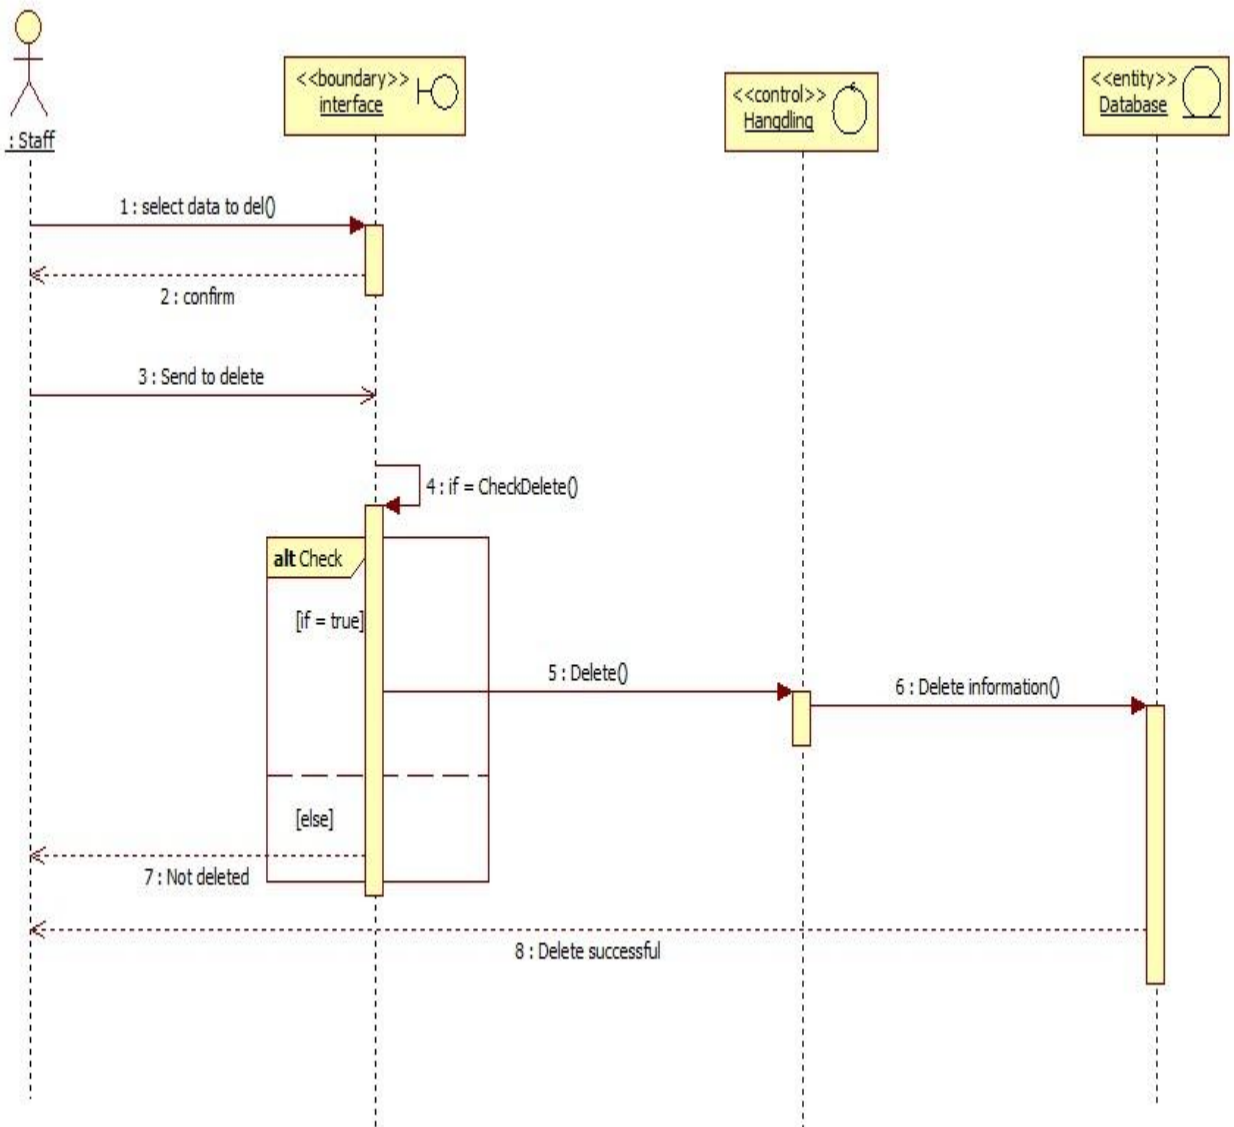 : Staff
<<boundary>>
interface
<<control>>
Hangdling
<<entity>>
Database
1 : select data to del()
2 : confirm
3 : Send to delete
4 : if = CheckDelete()
alt Check
[if = true]
5 : Delete()
6 : Delete information()
[else]
7 : Not deleted
8 : Delete successful